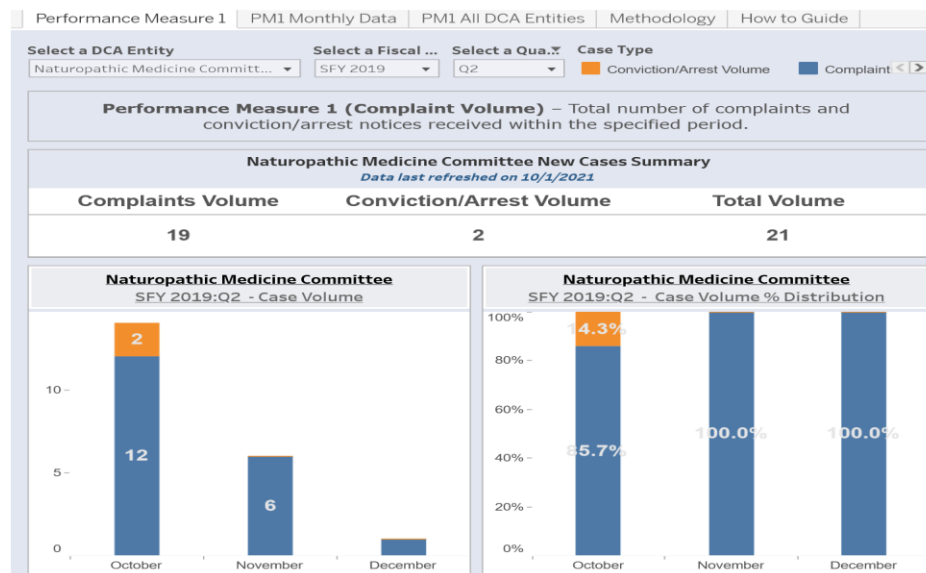 Performance Measure 1 PM1 Monthly Data PM1 All DCA Entities Methodology How to Guide
Select a DCA Entity Select a Fiscal ... Select a Qua.. Case Type
Naturopathic Medicine Committ... SFY 2019 Q2 Conviction/Arrest Volume Complaint
Performance Measure 1 (Complaint Volume) – Total number of complaints and
conviction/arrest notices received within the specified period.
Naturopathic Medicine Committee New Cases Summary
Data last refreshed on 10/1/2021
Complaints Volume Conviction/Arrest Volume Total Volume
19 2 21
Naturopathic Medicine Committee
SFY 2019:Q2 - Case Volume
2
10
12
5
6
0
October November December
Naturopathic Medicine Committee
SFY 2019:Q2 - Case Volume % Distribution
100%
14.3%
80%
60%
100.0% 100.0%
85.7%
40%
20%
0%
October November December